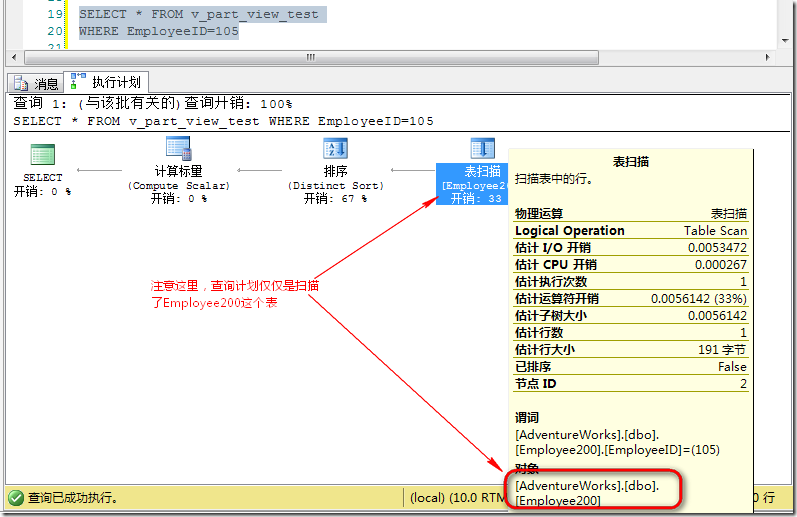 19 SELECT * FROM v_part_view_test
20 WHERE EmployeeID=105
21
消息 执行计划
查询 1: (与该批有关的)查询开销: 100%
SELECT * FROM v_part_view_test WHERE EmployeeID=105
SELECT
开销: 0 %
计算标量
(Compute Scalar)
开销: 0 %
排序
(Distinct Sort)
开销: 67 %
表扫描
[Employee20
开销: 33
注意这里，查询计划仅仅是扫描
了Employee200这个表
表扫描
扫描表中的行。
物理运算 表扫描
Logical Operation Table Scan
估计 I/O 开销 0.0053472
估计 CPU 开销 0.000267
估计执行次数 1
估计运算符开销 0.0056142 (33%)
估计子树大小 0.0056142
估计行数 1
估计行大小 191 字节
已排序 False
节点 ID 2
谓词
[AdventureWorks].[dbo].
[Employee200].[EmployeeID]=(105)
对象
[AdventureWorks].[dbo].
[Employee200]
查询已成功执行。 (local) (10.0 RTM 0 行